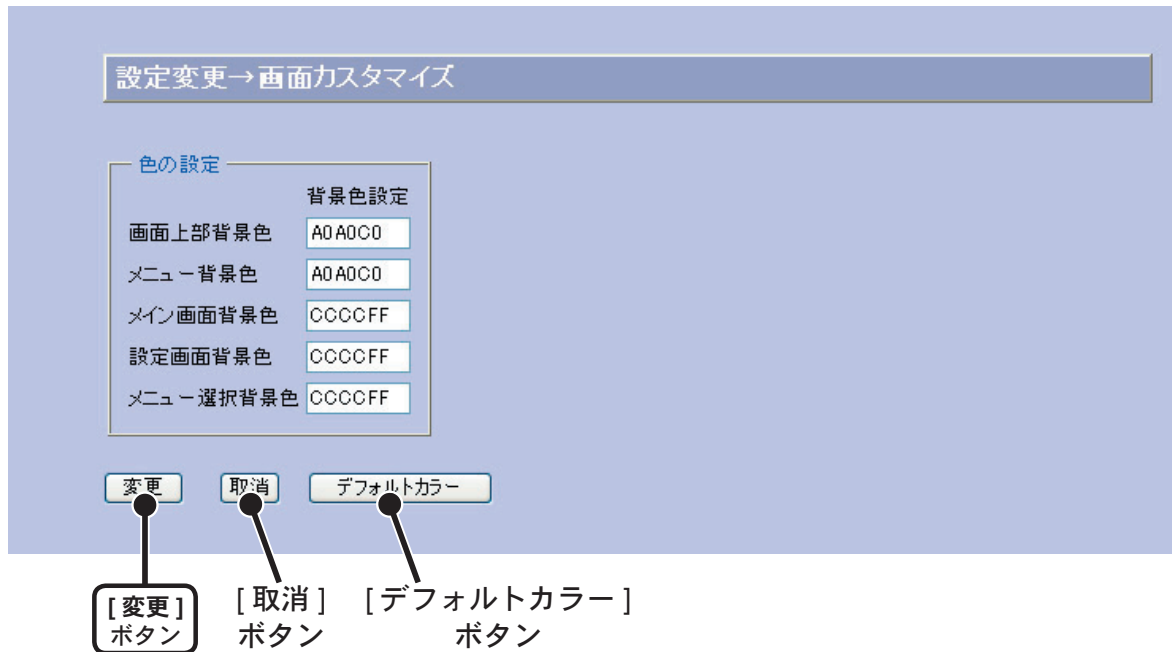 設定変更→画面カスタマイズ
色の設定
背景色設定
画面上部背景色 A0A0C0
メニュー背景色 A0A0C0
メイン画面背景色 CCCCFF
設定画面背景色 CCCCFF
メニュー選択背景色 CCCCFF
変更 取消 デフォルトカラー
[変更] [取消] [デフォルトカラー]
ボタン ボタン ボタン